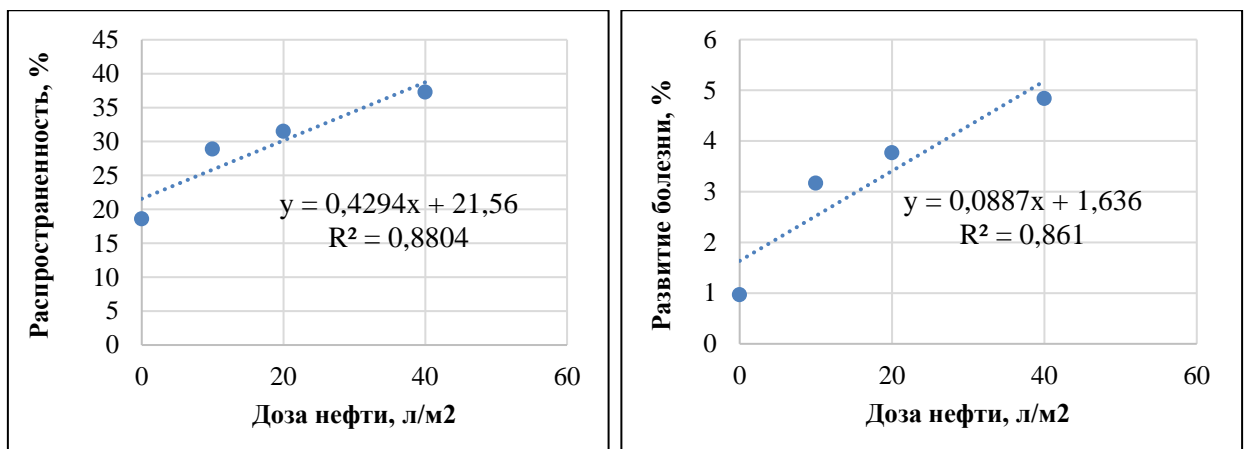 Распространенность, %
45
40
35
30
25
20
15
10
5
0
y = 0,4294x + 21,56
R² = 0,8804
0 20 40 60
Доза нефти, л/м2
Развитие болезни, %
6
5
4
3
2
1
0
y = 0,0887x + 1,636
R² = 0,861
0 20 40 60
Доза нефти, л/м2